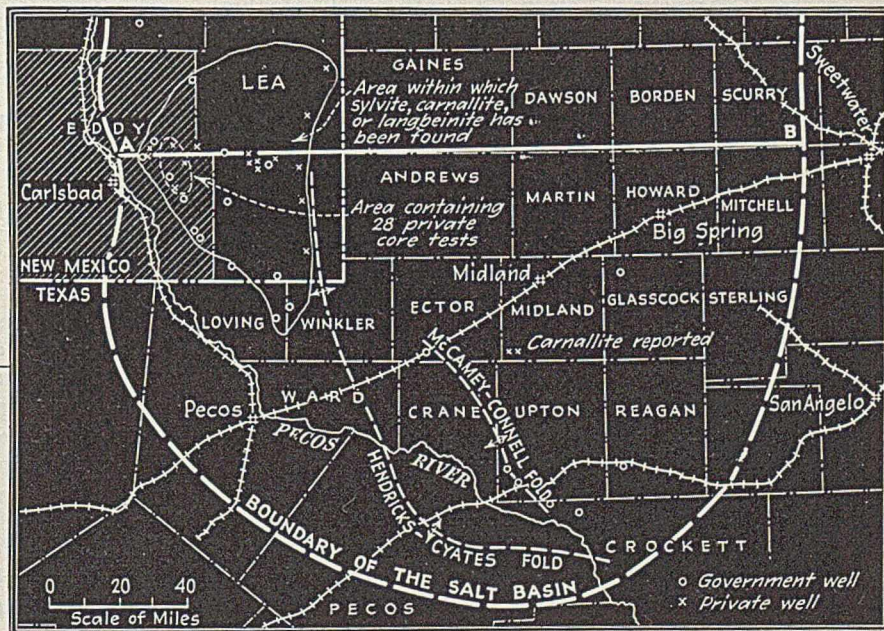 LEA
GAINES
Area within which
sylvite, carnallite,
or langbeinite has
been found
DAWSON
BORDEN
SCURRY
Sweetwater
EDDY
A
B
Carlsbad
ANDREWS
Area containing
28 private
core tests
MARTIN
HOWARD
MITCHELL
Big Spring
NEW MEXICO
TEXAS
Midland
LOVING
WINKLER
ECTOR
MIDLAND
GLASSCOCK
STERLING
Carnallite reported
McCAMEY-CONNELL FOLD
WARD
Pecos
CRANE
UPTON
REAGAN
San Angelo
PECOS
RIVER
HENDRICKS-YATES FOLD
BOUNDARY OF THE SALT BASIN
CROCKETT
PECOS
0 20 40
Scale of Miles
o Government well
x Private well